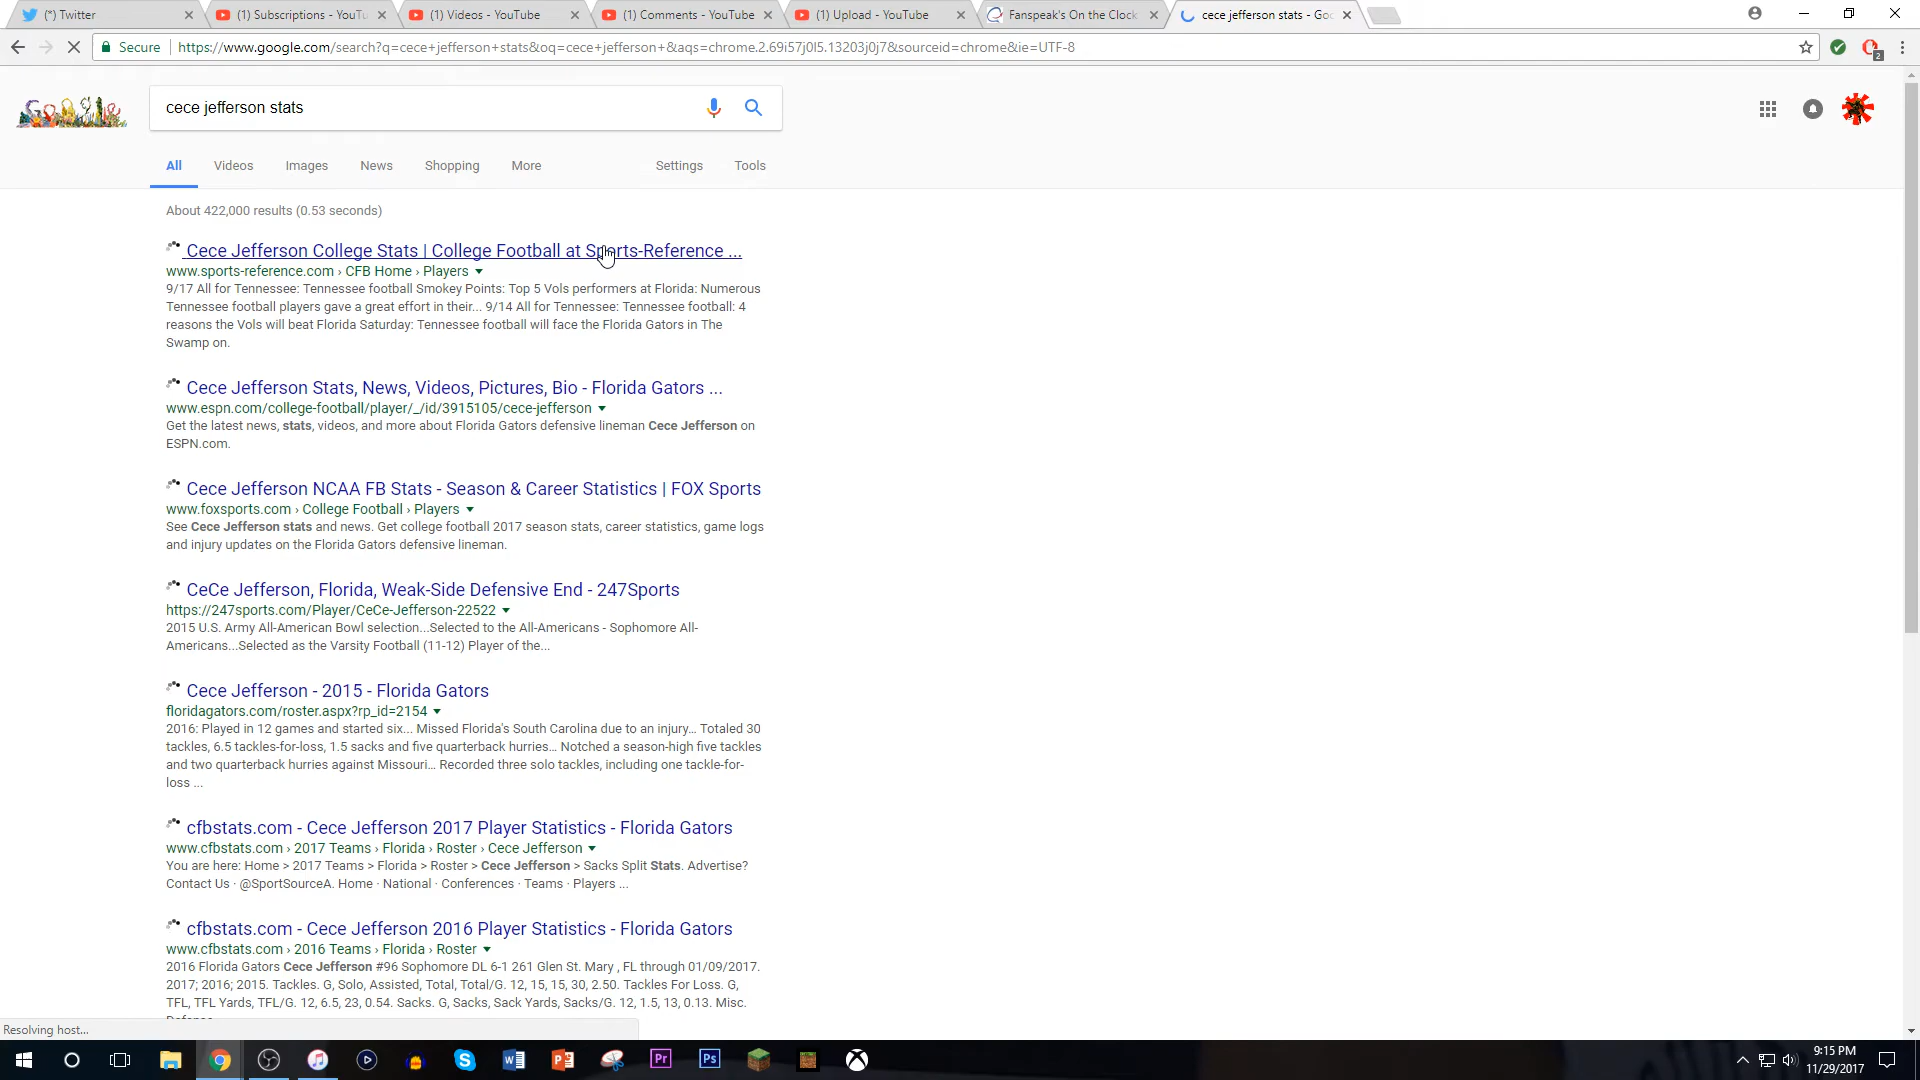 (*) Twitter
(1) Subscriptions - YouTu
(1) Videos - YouTube
(1) Comments - YouTube
(1) Upload - YouTube
Fanspeak's On the Clock
cece jefferson stats - Goo
Secure
https://www.google.com/search?q=cece+jefferson+stats&oq=cece+jefferson+&aqs=chrome.2.69i57j0l5.13203j0j7&sourceid=chrome&ie=UTF-8
2
Google
cece jefferson stats
All Videos Images News Shopping More Settings Tools
About 422,000 results (0.53 seconds)
Cece Jefferson College Stats | College Football at Sports-Reference ...
www.sports-reference.com › CFB Home › Players
9/17 All for Tennessee: Tennessee football Smokey Points: Top 5 Vols performers at Florida: Numerous
Tennessee football players gave a great effort in their... 9/14 All for Tennessee: Tennessee football: 4
reasons the Vols will beat Florida Saturday: Tennessee football will face the Florida Gators in The
Swamp on.
Cece Jefferson Stats, News, Videos, Pictures, Bio - Florida Gators ...
www.espn.com/college-football/player/_/id/3915105/cece-jefferson
Get the latest news, stats, videos, and more about Florida Gators defensive lineman Cece Jefferson on
ESPN.com.
Cece Jefferson NCAA FB Stats - Season & Career Statistics | FOX Sports
www.foxsports.com › College Football › Players
See Cece Jefferson stats and news. Get college football 2017 season stats, career statistics, game logs
and injury updates on the Florida Gators defensive lineman.
CeCe Jefferson, Florida, Weak-Side Defensive End - 247Sports
https://247sports.com/Player/CeCe-Jefferson-22522
2015 U.S. Army All-American Bowl selection...Selected to the All-Americans - Sophomore All-
Americans...Selected as the Varsity Football (11-12) Player of the...
Cece Jefferson - 2015 - Florida Gators
floridagators.com/roster.aspx?rp_id=2154
2016: Played in 12 games and started six... Missed Florida's South Carolina due to an injury... Totaled 30
tackles, 6.5 tackles-for-loss, 1.5 sacks and five quarterback hurries... Notched a season-high five tackles
and two quarterback hurries against Missouri... Recorded three solo tackles, including one tackle-for-
loss ...
cfbstats.com - Cece Jefferson 2017 Player Statistics - Florida Gators
www.cfbstats.com › 2017 Teams › Florida › Roster › Cece Jefferson
You are here: Home > 2017 Teams > Florida > Roster > Cece Jefferson > Sacks Split Stats. Advertise?
Contact Us · @SportSourceA. Home · National · Conferences · Teams · Players ...
cfbstats.com - Cece Jefferson 2016 Player Statistics - Florida Gators
www.cfbstats.com › 2016 Teams › Florida › Roster
2016 Florida Gators Cece Jefferson #96 Sophomore DL 6-1 261 Glen St. Mary , FL through 01/09/2017.
2017; 2016; 2015. Tackles. G, Solo, Assisted, Total, Total/G. 12, 15, 15, 30, 2.50. Tackles For Loss. G,
TFL, TFL Yards, TFL/G. 12, 6.5, 23, 0.54. Sacks. G, Sacks, Sack Yards, Sacks/G. 12, 1.5, 13, 0.13. Misc.
Resolving host...
Pr
Ps
9:15 PM
11/29/2017